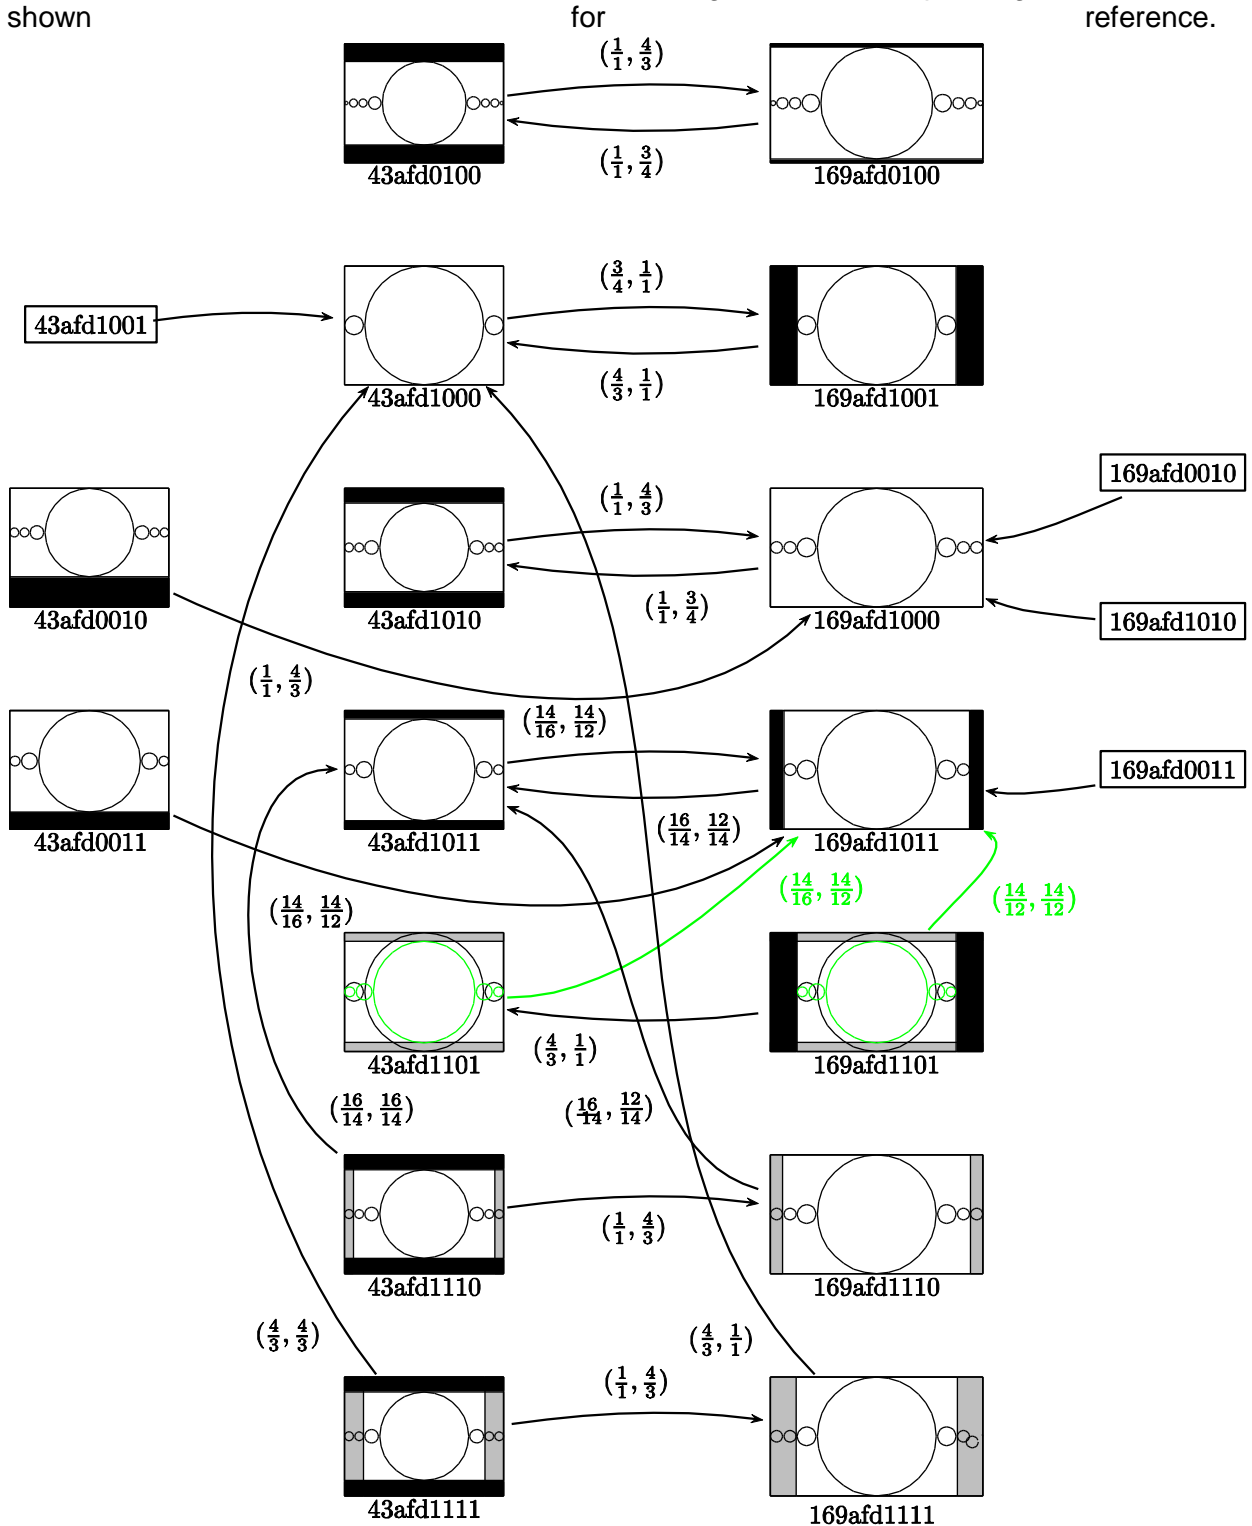 shown for reference.
(1/1, 4/3)
(1/1, 3/4)
43afd0100 169afd0100
(3/4, 1/1)
43afd1001
(4/3, 1/1)
43afd1000 169afd1001
169afd0010
(1/1, 4/3)
(1/1, 3/4)
43afd0010 43afd1010 169afd1000 169afd1010
(1/1, 4/3)
(14/16, 14/12)
169afd0011
(16/14, 12/14)
43afd0011 43afd1011 169afd1011
(14/16, 14/12) (14/12, 14/12)
(14/16, 14/12)
(4/3, 1/1)
43afd1101 169afd1101
(16/14, 16/14) (16/14, 12/14)
(1/1, 4/3)
43afd1110 169afd1110
(4/3, 4/3) (4/3, 1/1)
(1/1, 4/3)
43afd1111 169afd1111